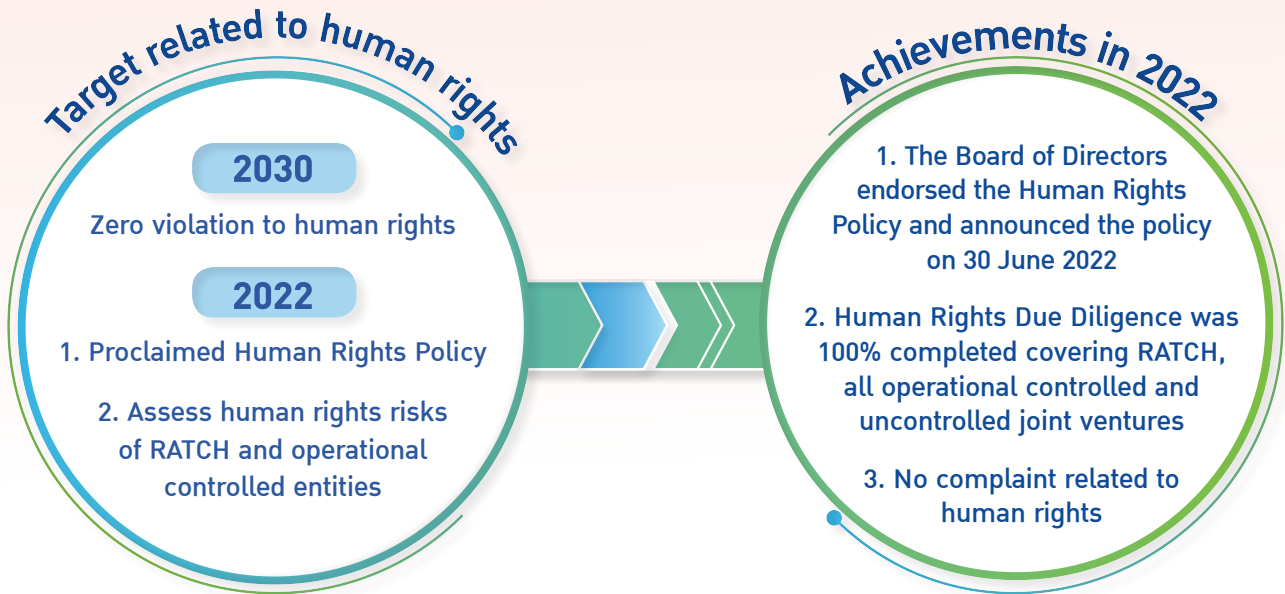 Target related to human rights
2030
Zero violation to human rights
2022
1. Proclaimed Human Rights Policy
2. Assess human rights risks
of RATCH and operational
controlled entities
Achievements in 2022
1. The Board of Directors
endorsed the Human Rights
Policy and announced the policy
on 30 June 2022
2. Human Rights Due Diligence was
100% completed covering RATCH,
all operational controlled and
uncontrolled joint ventures
3. No complaint related to
human rights